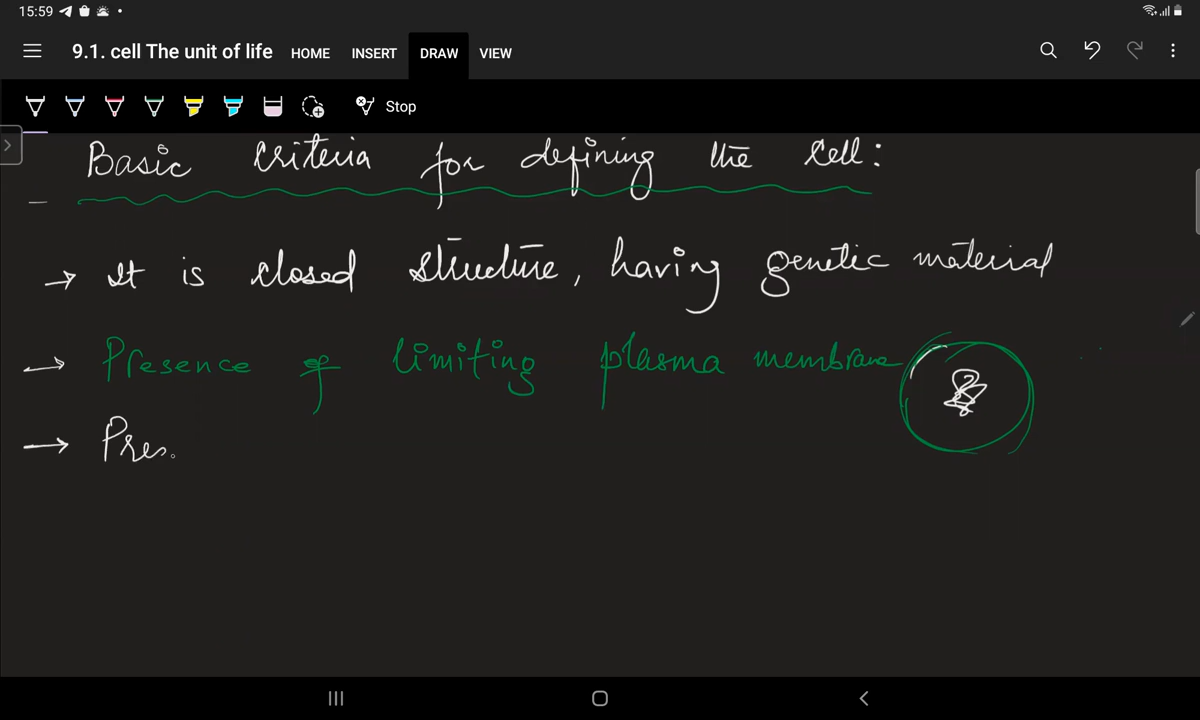 15:59
9.1. cell The unit of life HOME INSERT DRAW VIEW
Stop
Basic criteria for defining the cell:
→ It is closed structure, having genetic material
→ Presence of limiting plasma membrane
→ Pres.